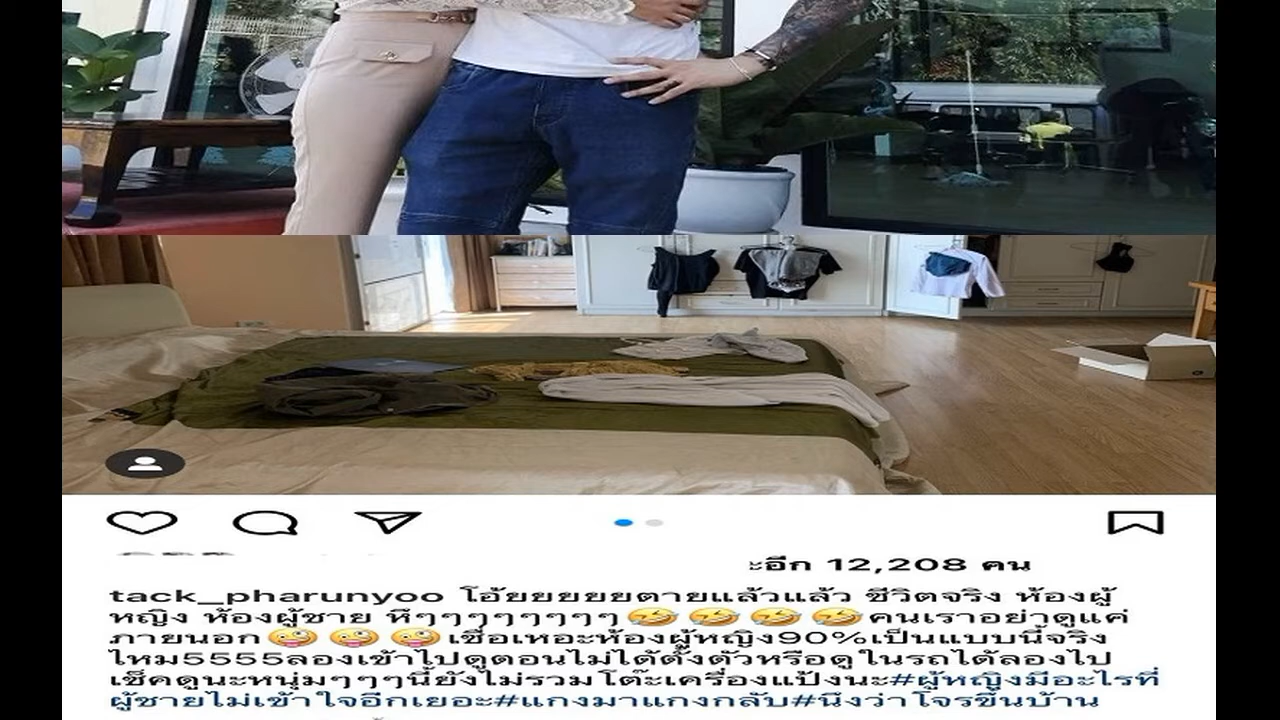 ะอีก 12,208 คน
tack_pharunyoo โอ้ยยยยยตายแล้วแล้ว ชีวิตจริง ห้องผู้
หญิง ห้องผู้ชาย หึๆๆๆๆๆๆๆๆ🤣🤣🤣🤣คนเราอย่าดูแค่
ภายนอก🤪🤪🤪เชื่อเหอะห้องผู้หญิง90%เป็นแบบนี้จริง
ไหม5555ลองเข้าไปดูตอนไม่ได้ตั้งตัวหรือดูในรถได้ลองไป
เช็คดูนะหนุ่มๆๆๆนี้ยังไม่รวมโต๊ะเครื่องแป้งนะ#ผู้หญิงมีอะไรที่
ผู้ชายไม่เข้าใจอีกเยอะ#แกงมาแกงกลับ#นึงว่าโจรขึ้นบ้าน